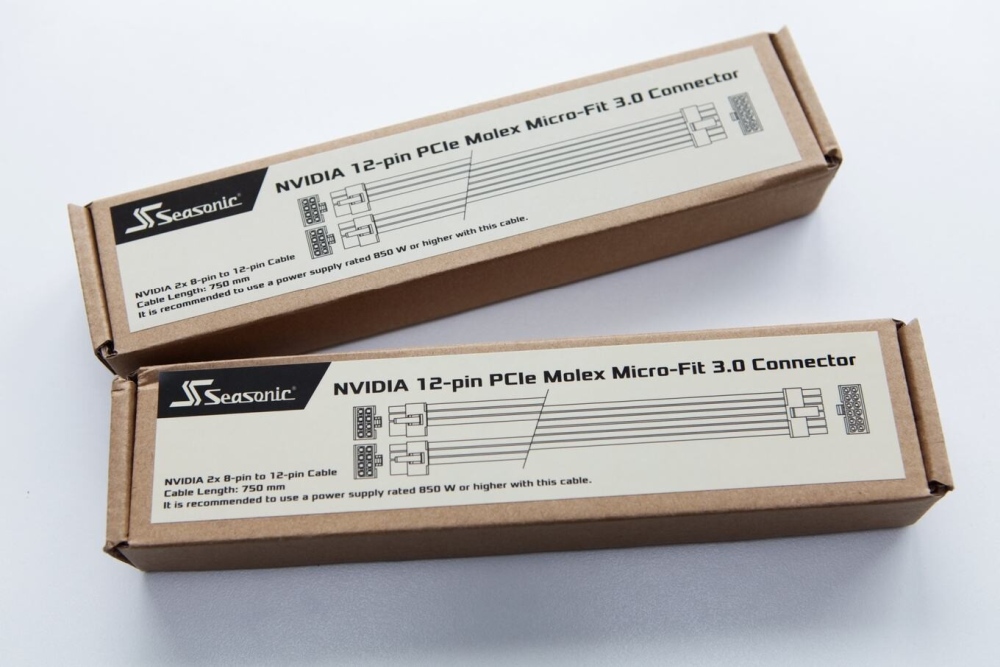 Seasonic®
NVIDIA 12-pin PCIe Molex Micro-Fit 3.0 Connector
NVIDIA 2x 8-pin to 12-pin Cable
Cable Length: 750 mm
It is recommended to use a power supply rated 850 W or higher with this cable.
Seasonic®
NVIDIA 12-pin PCIe Molex Micro-Fit 3.0 Connector
NVIDIA 2x 8-pin to 12-pin Cable
Cable Length: 750 mm
It is recommended to use a power supply rated 850 W or higher with this cable.